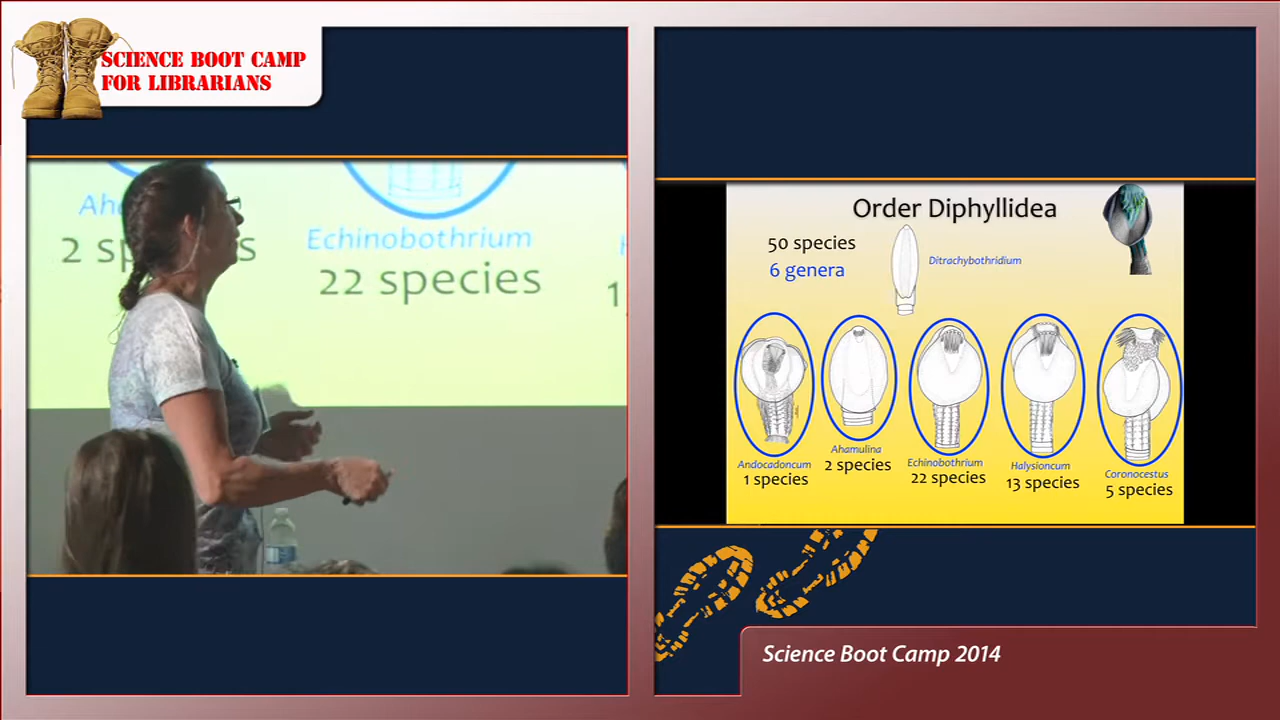 SCIENCE BOOT CAMP
FOR LIBRARIANS
Echinobothrium
2
22 species
1
Order Diphyllidea
50 species
6 genera
Ditrachybothridium
Andocadoncum
1 species
Ahamulina
2 species
Echinobothrium
22 species
Halysioncum
13 species
Coronocestus
5 species
Science Boot Camp 2014